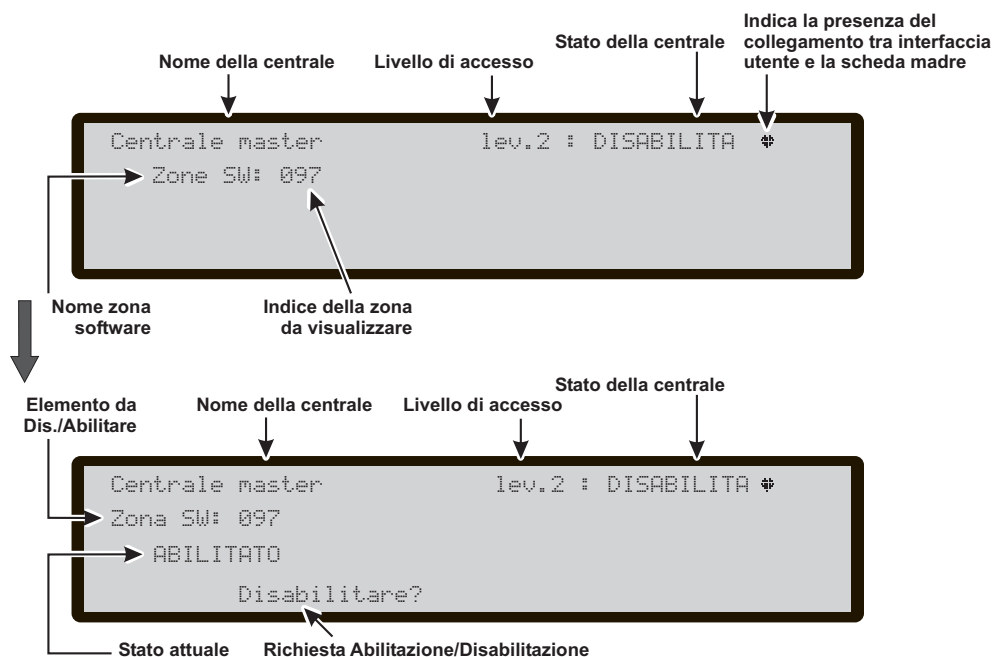 Indica la presenza del
collegamento tra interfaccia
utente e la scheda madre
Stato della centrale
Nome della centrale
Livello di accesso
Centrale master lev.2 : DISABILITA
Zone SW: 097
Nome zona
software
Indice della zona
da visualizzare
Stato della centrale
Elemento da
Dis./Abilitare
Nome della centrale
Livello di accesso
Centrale master lev.2 : DISABILITA
Zona SW: 097
ABILITATO
Disabilitare?
Stato attuale
Richiesta Abilitazione/Disabilitazione